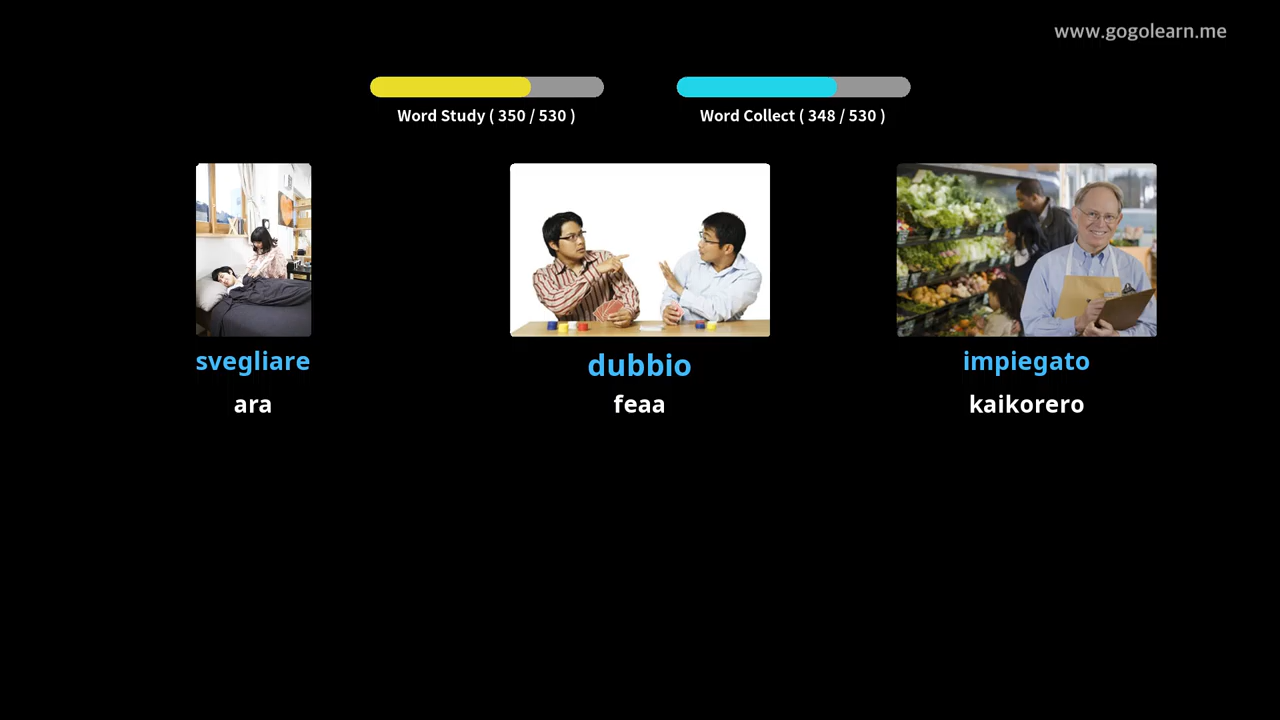 www.gogolearn.me
Word Study ( 350 / 530 )
Word Collect ( 348 / 530 )
svegliare
dubbio
impiegato
ara
feaa
kaikorero